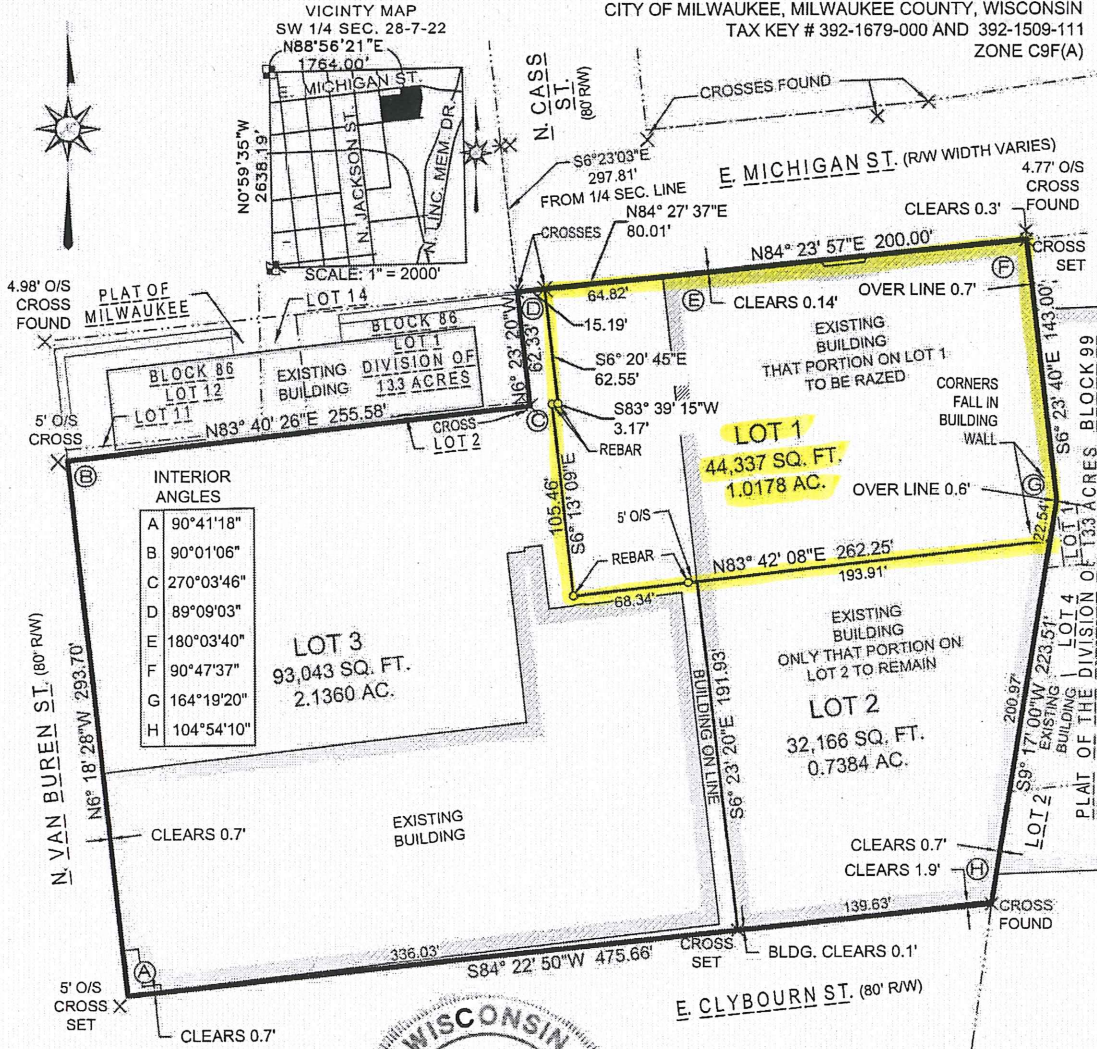 VICINTY MAP
SW 1/4 SEC. 28-7-22
N88°56'21"E
1764.00'
E. MICHIGAN ST.
N. JACKSON ST.
N. LINC. MEM. DR.
N0°59'35"W
2638.19'
SCALE: 1" = 2000'
CITY OF MILWAUKEE, MILWAUKEE COUNTY, WISCONSIN
TAX KEY # 392-1679-000 AND 392-1509-111
ZONE C9F(A)
N. CASS
ST.
(80' R/W)
CROSSES FOUND
S6°23'03"E
297.81'
FROM 1/4 SEC. LINE
E. MICHIGAN ST. (R/W WIDTH VARIES)
4.77' O/S
CROSS
FOUND
N84° 27' 37"E
80.01'
CLEARS 0.3'
CROSSES
N84° 23' 57"E 200.00'
CROSS
SET
4.98' O/S
CROSS
FOUND
PLAT OF
MILWAUKEE
LOT 14
64.82'
D
E
F
OVER LINE 0.7'
CLEARS 0.14'
15.19'
N6° 23' 20"W
62.33'
BLOCK 86
LOT 1
DIVISION OF
13.3 ACRES
BLOCK 86
LOT 12
LOT 11
EXISTING
BUILDING
S6° 20' 45"E
62.55'
EXISTING
BUILDING
THAT PORTION ON LOT 1
TO BE RAZED
S6° 23' 40"E 143.00'
CORNERS
FALL IN
BUILDING
WALL
5' O/S
CROSS
N83° 40' 26"E 255.58'
CROSS
LOT 2
C
S83° 39' 15"W
3.17'
REBAR
LOT 1
44,337 SQ. FT.
1.0178 AC.
B
G
OVER LINE 0.6'
INTERIOR
ANGLES
A 90°41'18"
B 90°01'06"
C 270°03'46"
D 89°09'03"
E 180°03'40"
F 90°47'37"
G 164°19'20"
H 104°54'10"
105.46'
S6° 13' 09"E
5' O/S
REBAR
N83° 42' 08"E 262.25'
22.54'
68.34'
193.91'
LOT 1
LOT 4
PLAT OF THE DIVISION OF 13.3 ACRES BLOCK 99
N. VAN BUREN ST. (80' R/W)
N6° 18' 28"W 293.70'
LOT 3
93,043 SQ. FT.
2.1360 AC.
EXISTING
BUILDING
ONLY THAT PORTION ON
LOT 2 TO REMAIN
LOT 2
32,166 SQ. FT.
0.7384 AC.
BUILDING ON LINE
S6° 23' 20"E 191.93'
200.97'
S9° 17' 00"W 223.51'
EXISTING
BUILDING
LOT 2
CLEARS 0.7'
EXISTING
BUILDING
CLEARS 0.7'
CLEARS 1.9'
H
139.63'
CROSS
FOUND
336.03'
S84° 22' 50"W 475.66'
CROSS
SET
BLDG. CLEARS 0.1'
A
5' O/S
CROSS
SET
CLEARS 0.7'
E. CLYBOURN ST. (80' R/W)
WISCONSIN